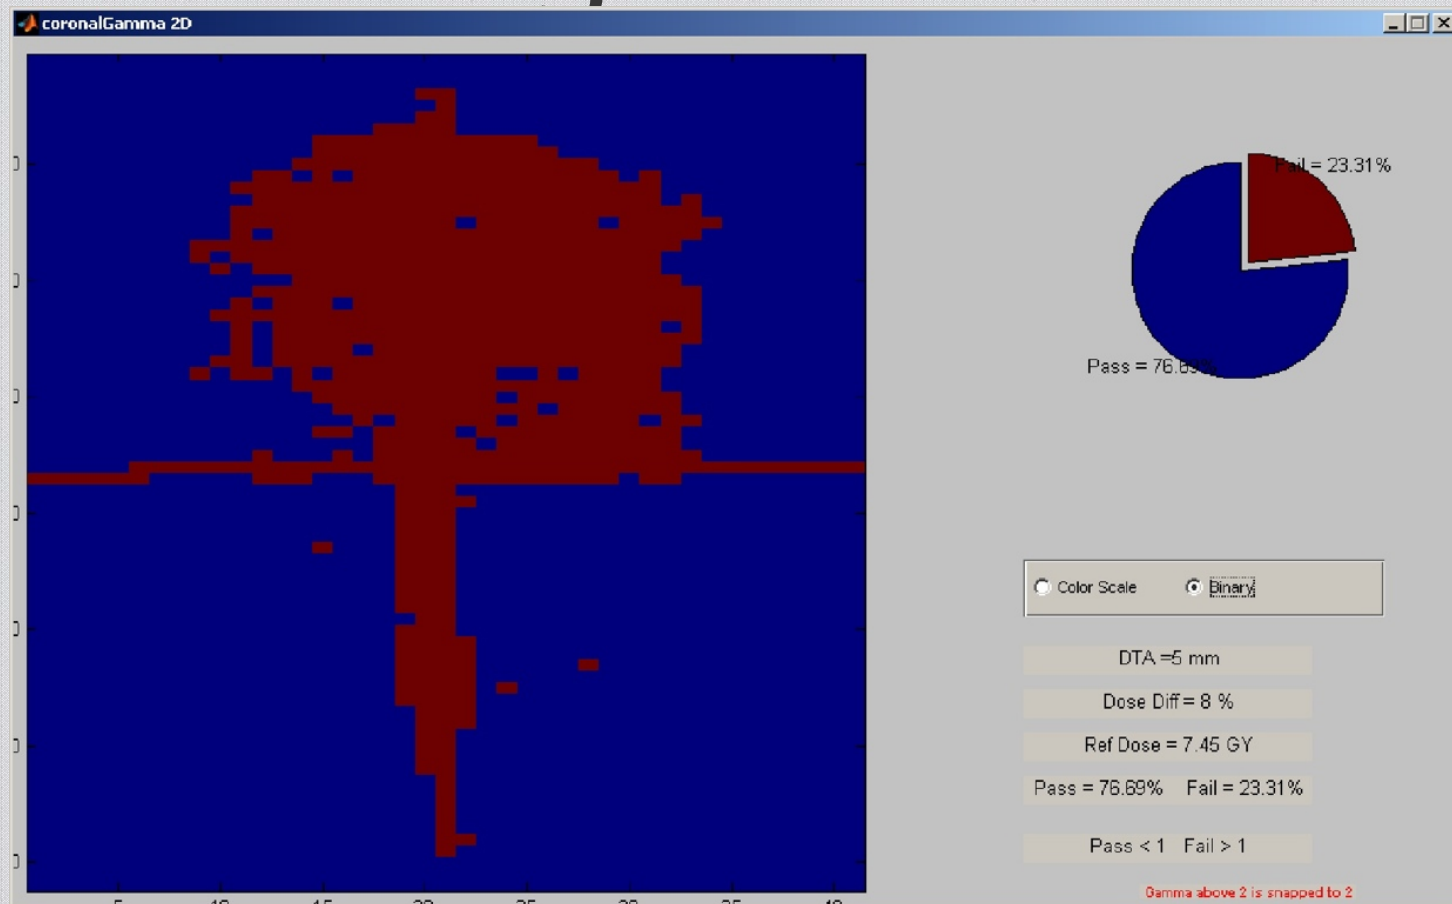 coronalGamma 2D
Fail = 23.31%
Pass = 76.69%
Color Scale
Binary
DTA =5 mm
Dose Diff = 8 %
Ref Dose = 7.45 GY
Pass = 76.69% Fail = 23.31%
Pass < 1 Fail > 1
Gamma above 2 is snapped to 2